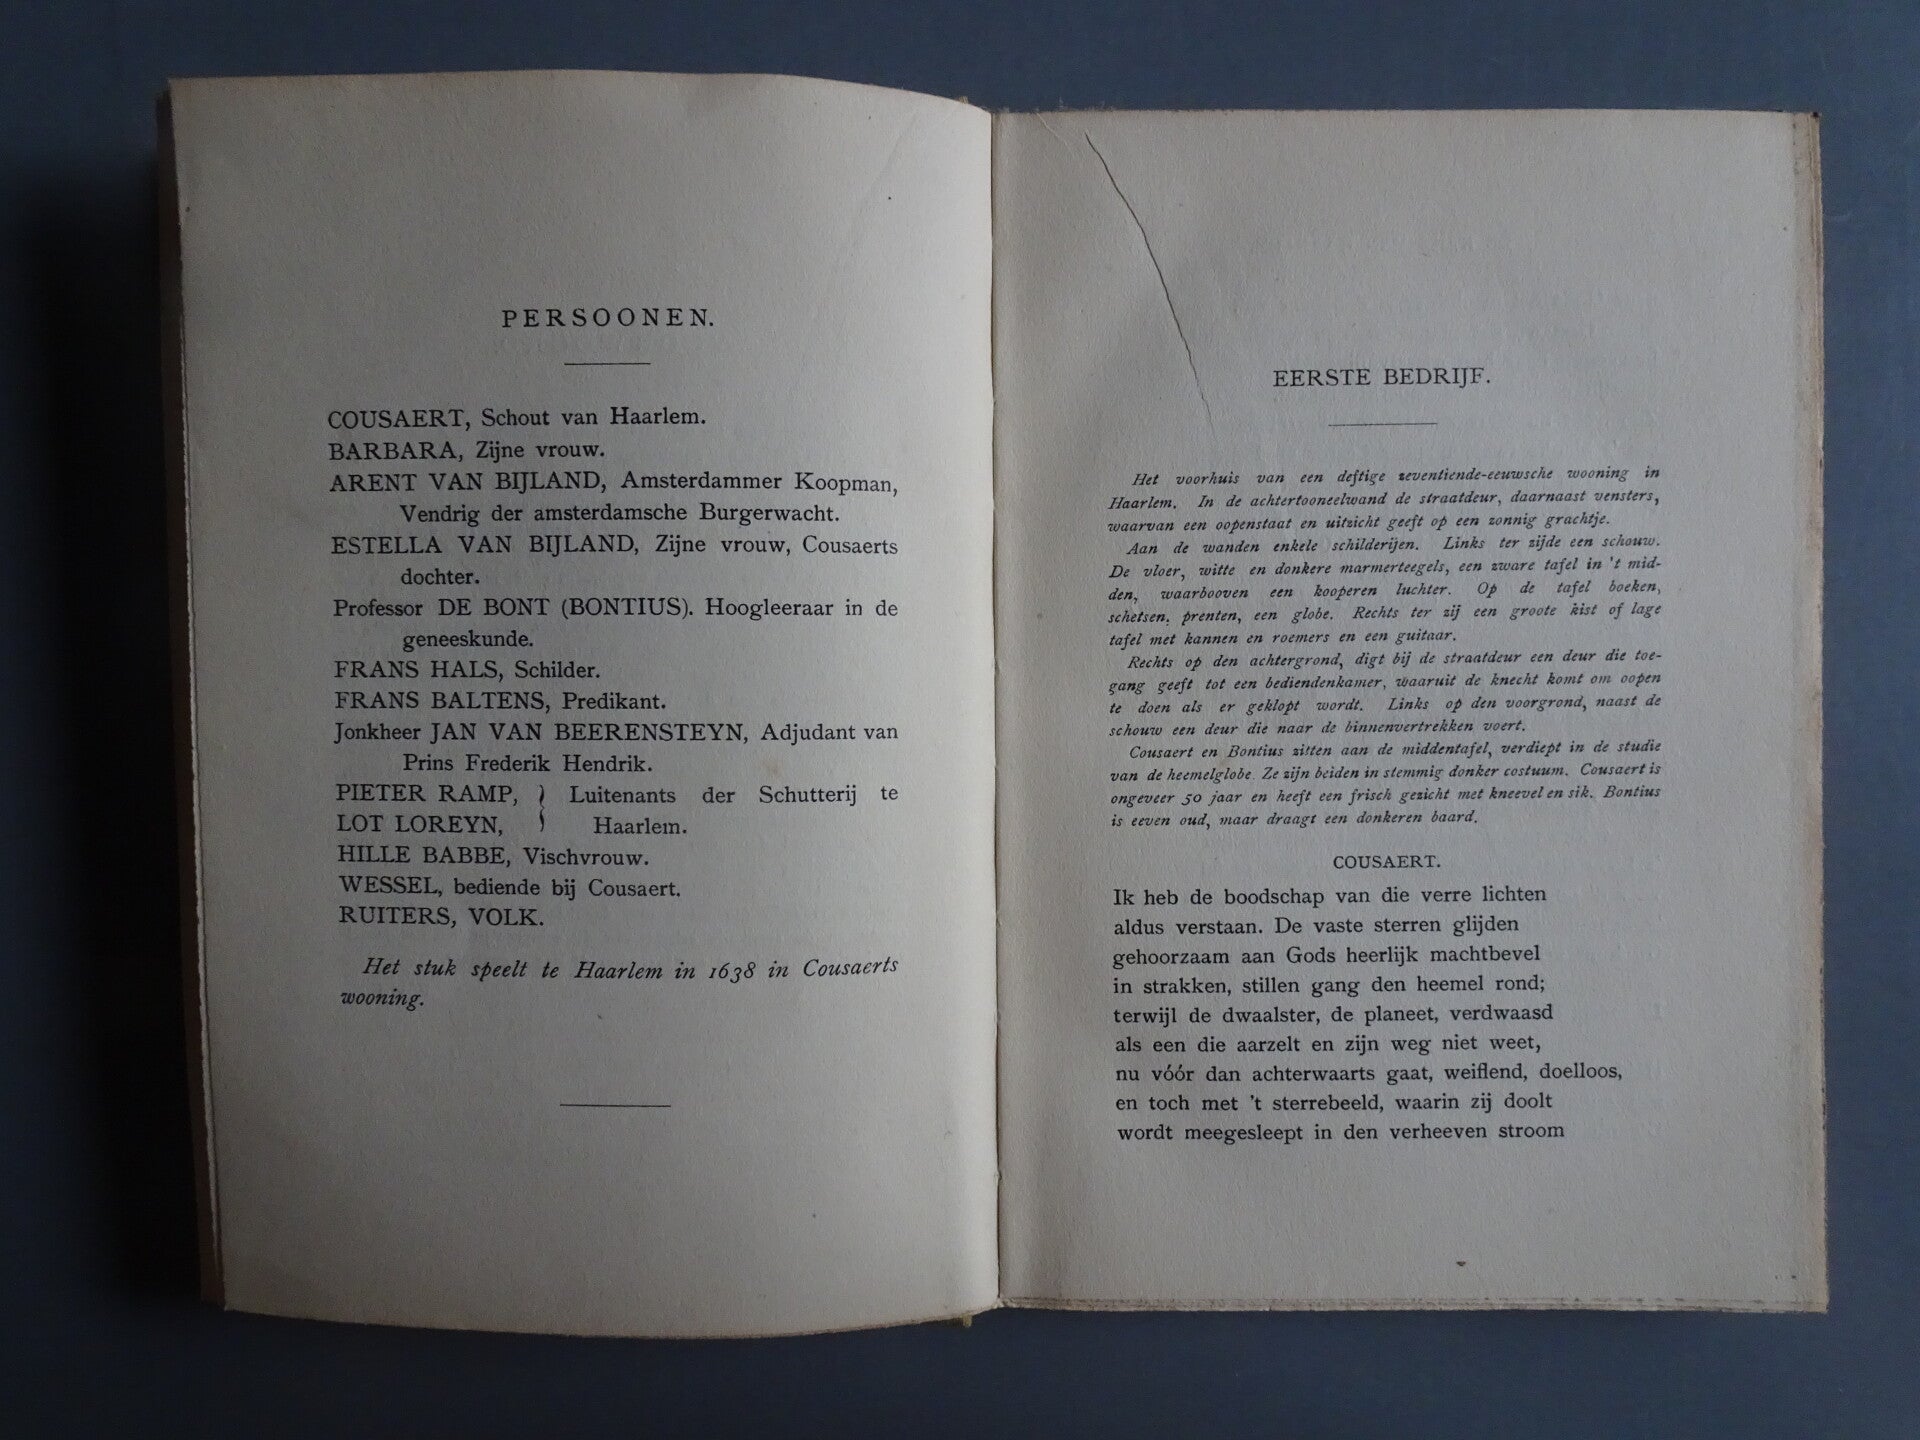 PERSOONEN.
COUSAERT, Schout van Haarlem.
BARBARA, Zijne vrouw.
ARENT VAN BIJLAND, Amsterdammer Koopman,
Vendrig der amsterdamsche Burgerwacht.
ESTELLA VAN BIJLAND, Zijne vrouw, Cousaerts
dochter.
Professor DE BONT (BONTIUS). Hoogleeraar in de
geneeskunde.
FRANS HALS, Schilder.
FRANS BALTENS, Predikant.
Jonkheer JAN VAN BEERENSTEYN, Adjudant van
Prins Frederik Hendrik.
PIETER RAMP, } Luitenants der Schutterij te
LOT LOREYN, } Haarlem.
HILLE BABBE, Vischvrouw.
WESSEL, bediende bij Cousaert.
RUITERS, VOLK.
Het stuk speelt te Haarlem in 1638 in Cousaerts
wooning.
EERSTE BEDRIJF.
Het voorhuis van een deftige zeventiende-eeuwsche wooning in
Haarlem. In de achtertooneelwand de straatdeur, daarnaast vensters,
waarvan een oopenstaat en uitzicht geeft op een zonnig grachtje.
Aan de wanden enkele schilderijen. Links ter zijde een schouw.
De vloer, witte en donkere marmerteegels, een zware tafel in 't mid-
den, waarbooven een kooperen luchter. Op de tafel boeken,
schetsen, prenten, een globe. Rechts ter zij een groote kist of lage
tafel met kannen en roemers en een guitaar.
Rechts op den achtergrond, digt bij de straatdeur een deur die toe-
gang geeft tot een bediendenkamer, waaruit de knecht komt om oopen
te doen als er geklopt wordt. Links op den voorgrond, naast de
schouw een deur die naar de binnenvertrekken voert.
Cousaert en Bontius zitten aan de middentafel, verdiept in de studie
van de heemelglobe. Ze zijn beiden in stemmig donker costuum. Cousaert is
ongeveer 50 jaar en heeft een frisch gezicht met kneevel en sik. Bontius
is eeven oud, maar draagt een donkeren baard.
COUSAERT.
Ik heb de boodschap van die verre lichten
aldus verstaan. De vaste sterren glijden
gehoorzaam aan Gods heerlijk machtbevel
in strakken, stillen gang den heemel rond;
terwijl de dwaalster, de planeet, verdwaasd
als een die aarzelt en zijn weg niet weet,
nu vóór dan achterwaarts gaat, weiflend, doelloos,
en toch met 't sterrebeeld, waarin zij doolt
wordt meegesleept in den verheeven stroom